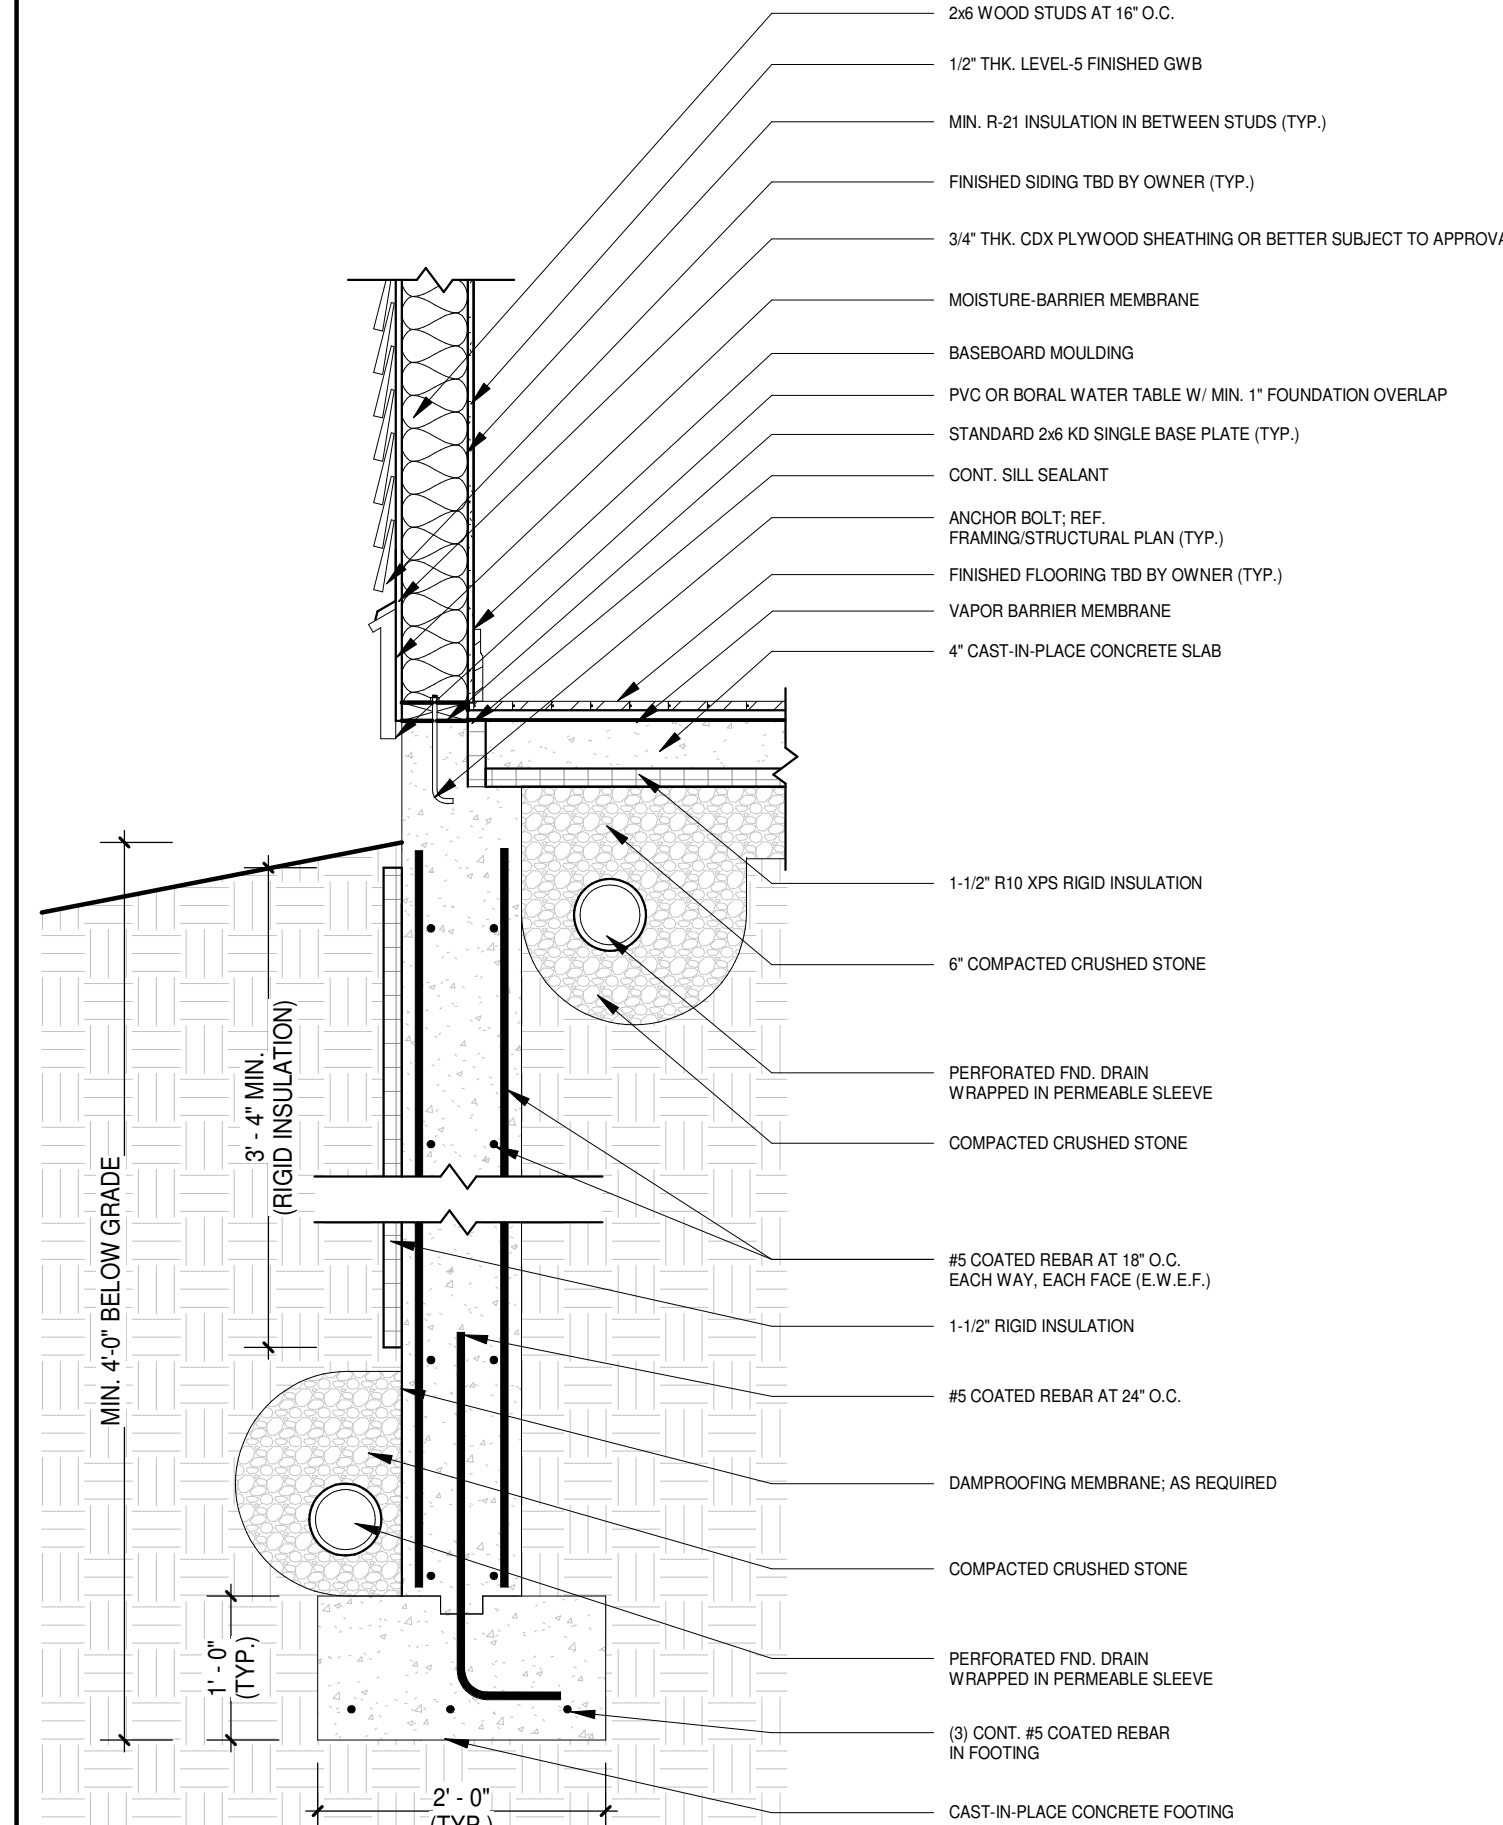 2x6 WOOD STUDS AT 16" O.C.
1/2" THK. LEVEL-5 FINISHED GWB
MIN. R-21 INSULATION IN BETWEEN STUDS (TYP.)
FINISHED SIDING TBD BY OWNER (TYP.)
3/4" THK. CDX PLYWOOD SHEATHING OR BETTER SUBJECT TO
MOISTURE-BARRIER MEMBRANE
BASEBOARD MOULDING
PVC OR BORAL WATER TABLE W/ MIN. 1" FOUNDATION OVERLAP
STANDARD 2x6 KD SINGLE BASE PLATE (TYP.)
CONT. SILL SEALANT
ANCHOR BOLT; REF.
FRAMING/STRUCTURAL PLAN (TYP.)
FINISHED FLOORING TBD BY OWNER (TYP.)
VAPOR BARRIER MEMBRANE
4" CAST-IN-PLACE CONCRETE SLAB
1-1/2" R10 XPS RIGID INSULATION
6" COMPACTED CRUSHED STONE
PERFORATED FND. DRAIN
WRAPPED IN PERMEABLE SLEEVE
COMPACTED CRUSHED STONE
#5 COATED REBAR AT 18" O.C.
EACH WAY, EACH FACE (E.W.E.F.)
1-1/2" RIGID INSULATION
#5 COATED REBAR AT 24" O.C.
DAMROOFING MEMBRANE; AS REQUIRED
COMPACTED CRUSHED STONE
PERFORATED FND. DRAIN
WRAPPED IN PERMEABLE SLEEVE
(3) CONT. #5 COATED REBAR
IN FOOTING
CAST-IN-PLACE CONCRETE FOOTING
MIN. 4'-0" BELOW GRADE
3' - 4" MIN.
(RIGID INSULATION)
1' - 0"
(TYP.)
2' - 0"
(TYP.)